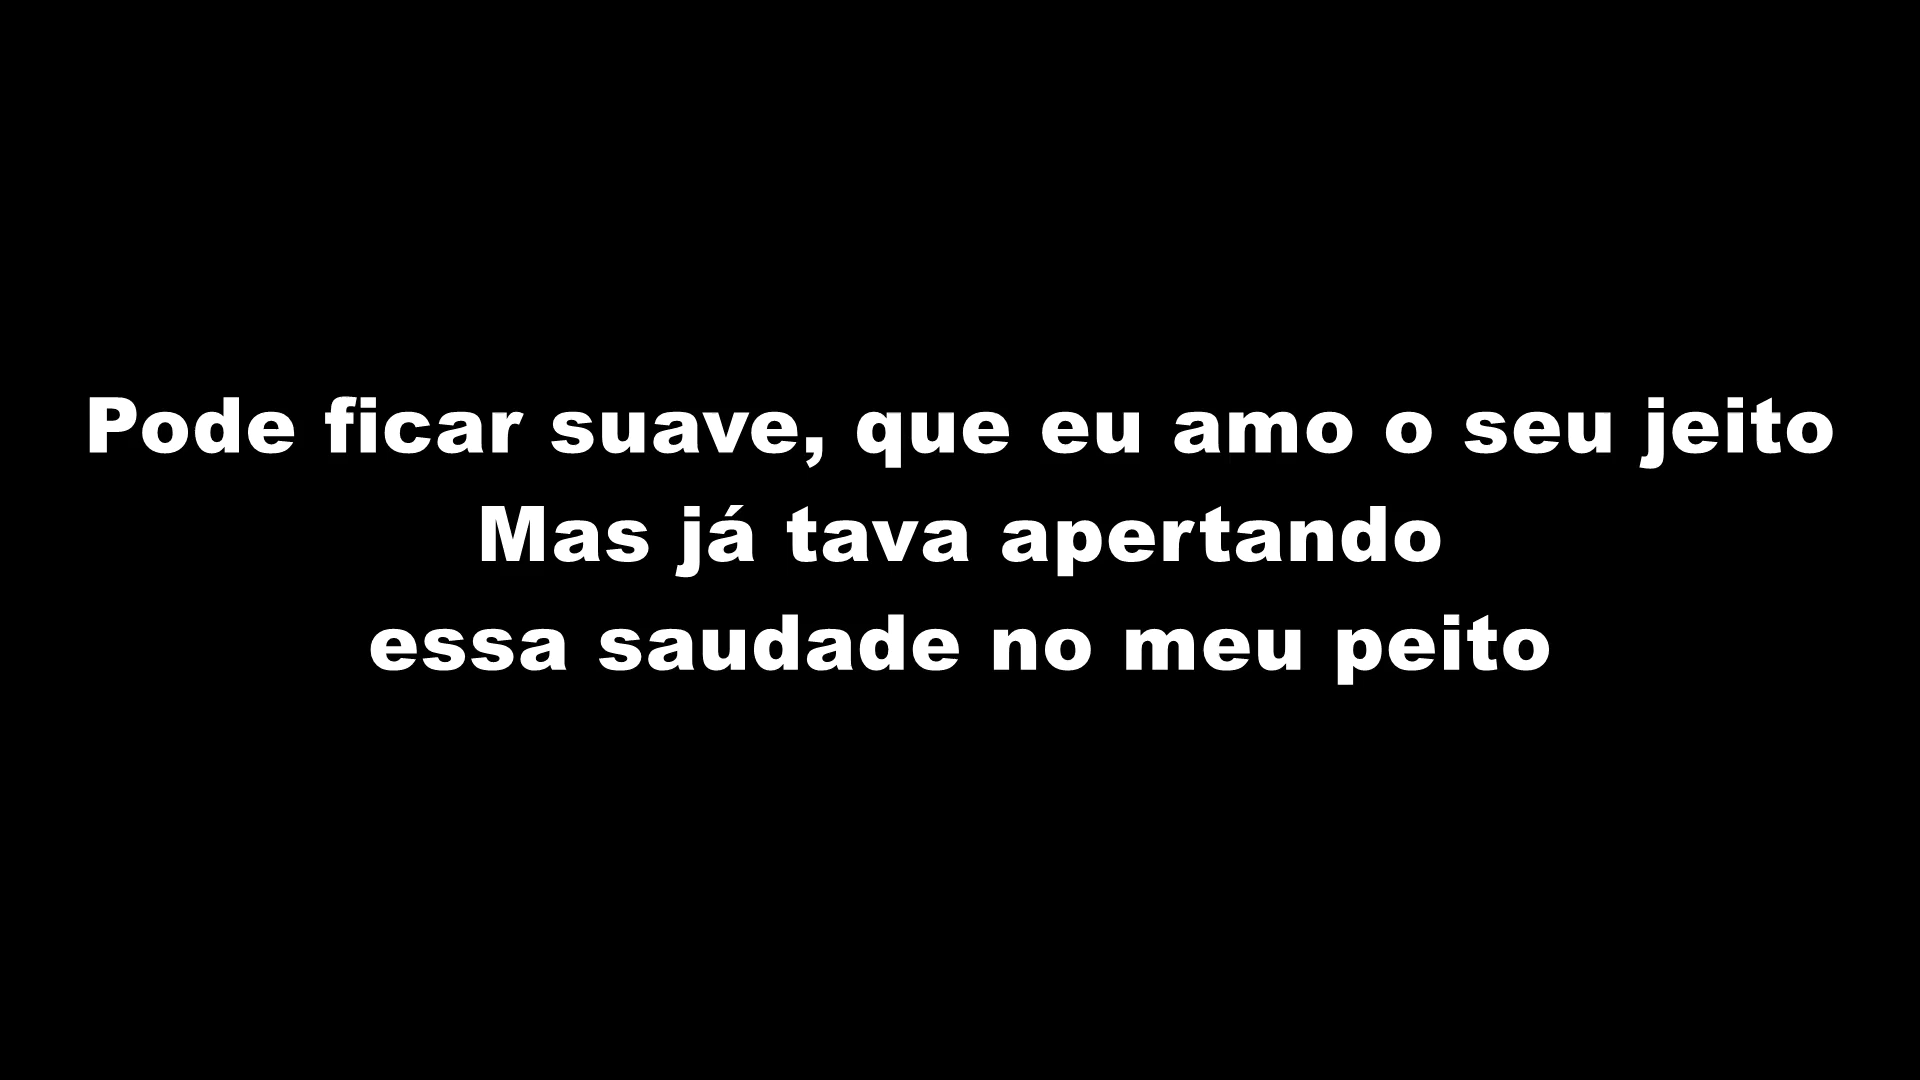 Pode ficar suave, que eu amo o seu jeito
Mas já tava apertando
essa saudade no meu peito